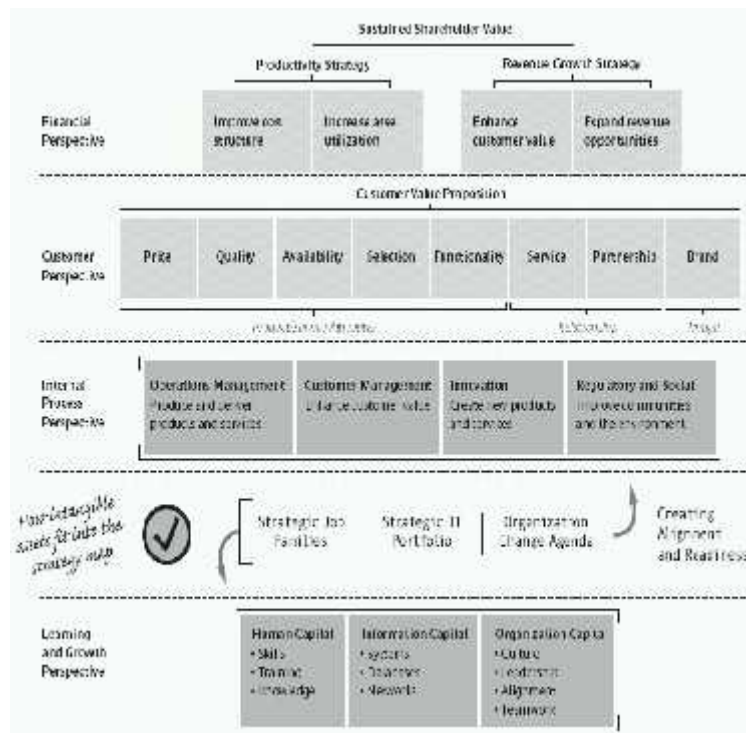 Sustained Shareholder Value
Productivity Strategy
Revenue Growth Strategy
Financial
Perspective
Improve cost
structure
Increase area
utilization
Enhance
customer value
Expand revenue
opportunities
Customer Value Proposition
Customer
Perspective
Price
Quality
Availability
Selection
Functionality
Service
Partnership
Brand
Relationship
Internal
Process
Perspective
Operations Management
Produce and deliver
products and services
Customer Management
Enhance customer value
Innovation
Create new products
and services
Regulatory and Social
Improve communities
and the environment
How intangible
assets fit into the
strategy map
Strategic Job
Families
Strategic IT
Portfolio
Organization
Change Agenda
Creating
Alignment
and Readiness
Learning
and Growth
Perspective
Human Capital
• Skills
• Training
• Knowledge
Information Capital
• Systems
• Databases
• Networks
Organization Capital
• Culture
• Leadership
• Alignment
• Teamwork